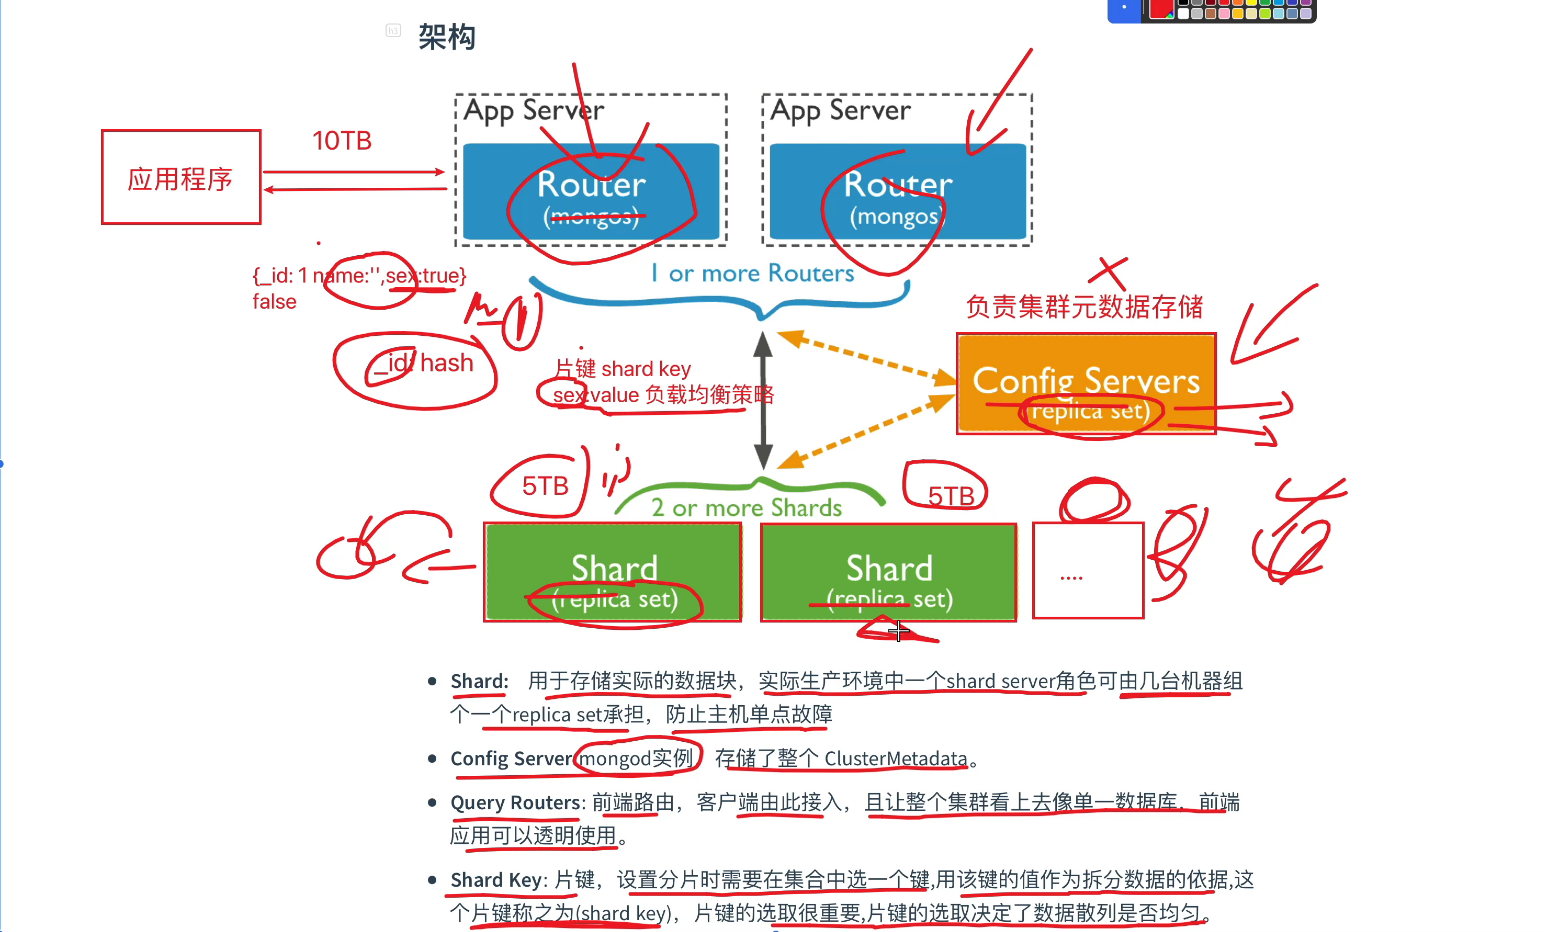 架构
App Server
App Server
10TB
应用程序
Router
(mongos)
Router
(mongos)
1 or more Routers
{_id: 1 name:'',sex:true}
false
负责集群元数据存储
_id: hash
片键 shard key
sex:value 负载均衡策略
Config Servers
replica set)
5TB
5TB
2 or more Shards
Shard
(replica set)
Shard
(replica set)
....
Shard: 用于存储实际的数据块，实际生产环境中一个shard server角色可由几台机器组
个一个replica set承担，防止主机单点故障
Config Server mongod实例 存储了整个 ClusterMetadata。
Query Routers: 前端路由，客户端由此接入，且让整个集群看上去像单一数据库，前端
应用可以透明使用。
Shard Key: 片键，设置分片时需要在集合中选一个键,用该键的值作为拆分数据的依据,这
个片键称之为(shard key)，片键的选取很重要,片键的选取决定了数据散列是否均匀。